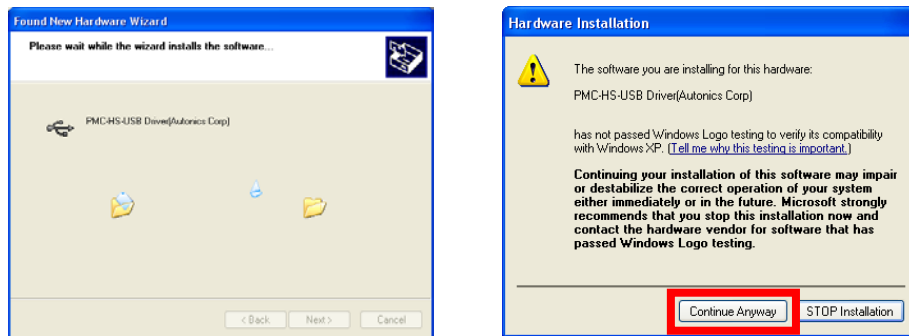 Found New Hardware Wizard
Please wait while the wizard installs the software...
PMC-HS-USB Driver(Autonics Corp)
< Back
Next >
Cancel
Hardware Installation
The software you are installing for this hardware:
PMC-HS-USB Driver(Autonics Corp)
has not passed Windows Logo testing to verify its compatibility
with Windows XP. (Tell me why this testing is important.)
Continuing your installation of this software may impair
or destabilize the correct operation of your system
either immediately or in the future. Microsoft strongly
recommends that you stop this installation now and
contact the hardware vendor for software that has
passed Windows Logo testing.
Continue Anyway
STOP Installation